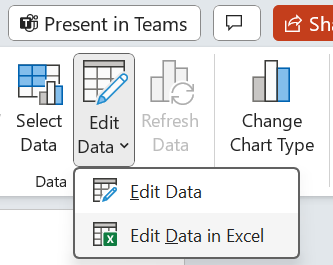 Present in Teams
Select
Data
Edit
Data
Refresh
Data
Change
Chart Type
Data
Edit Data
Edit Data in Excel